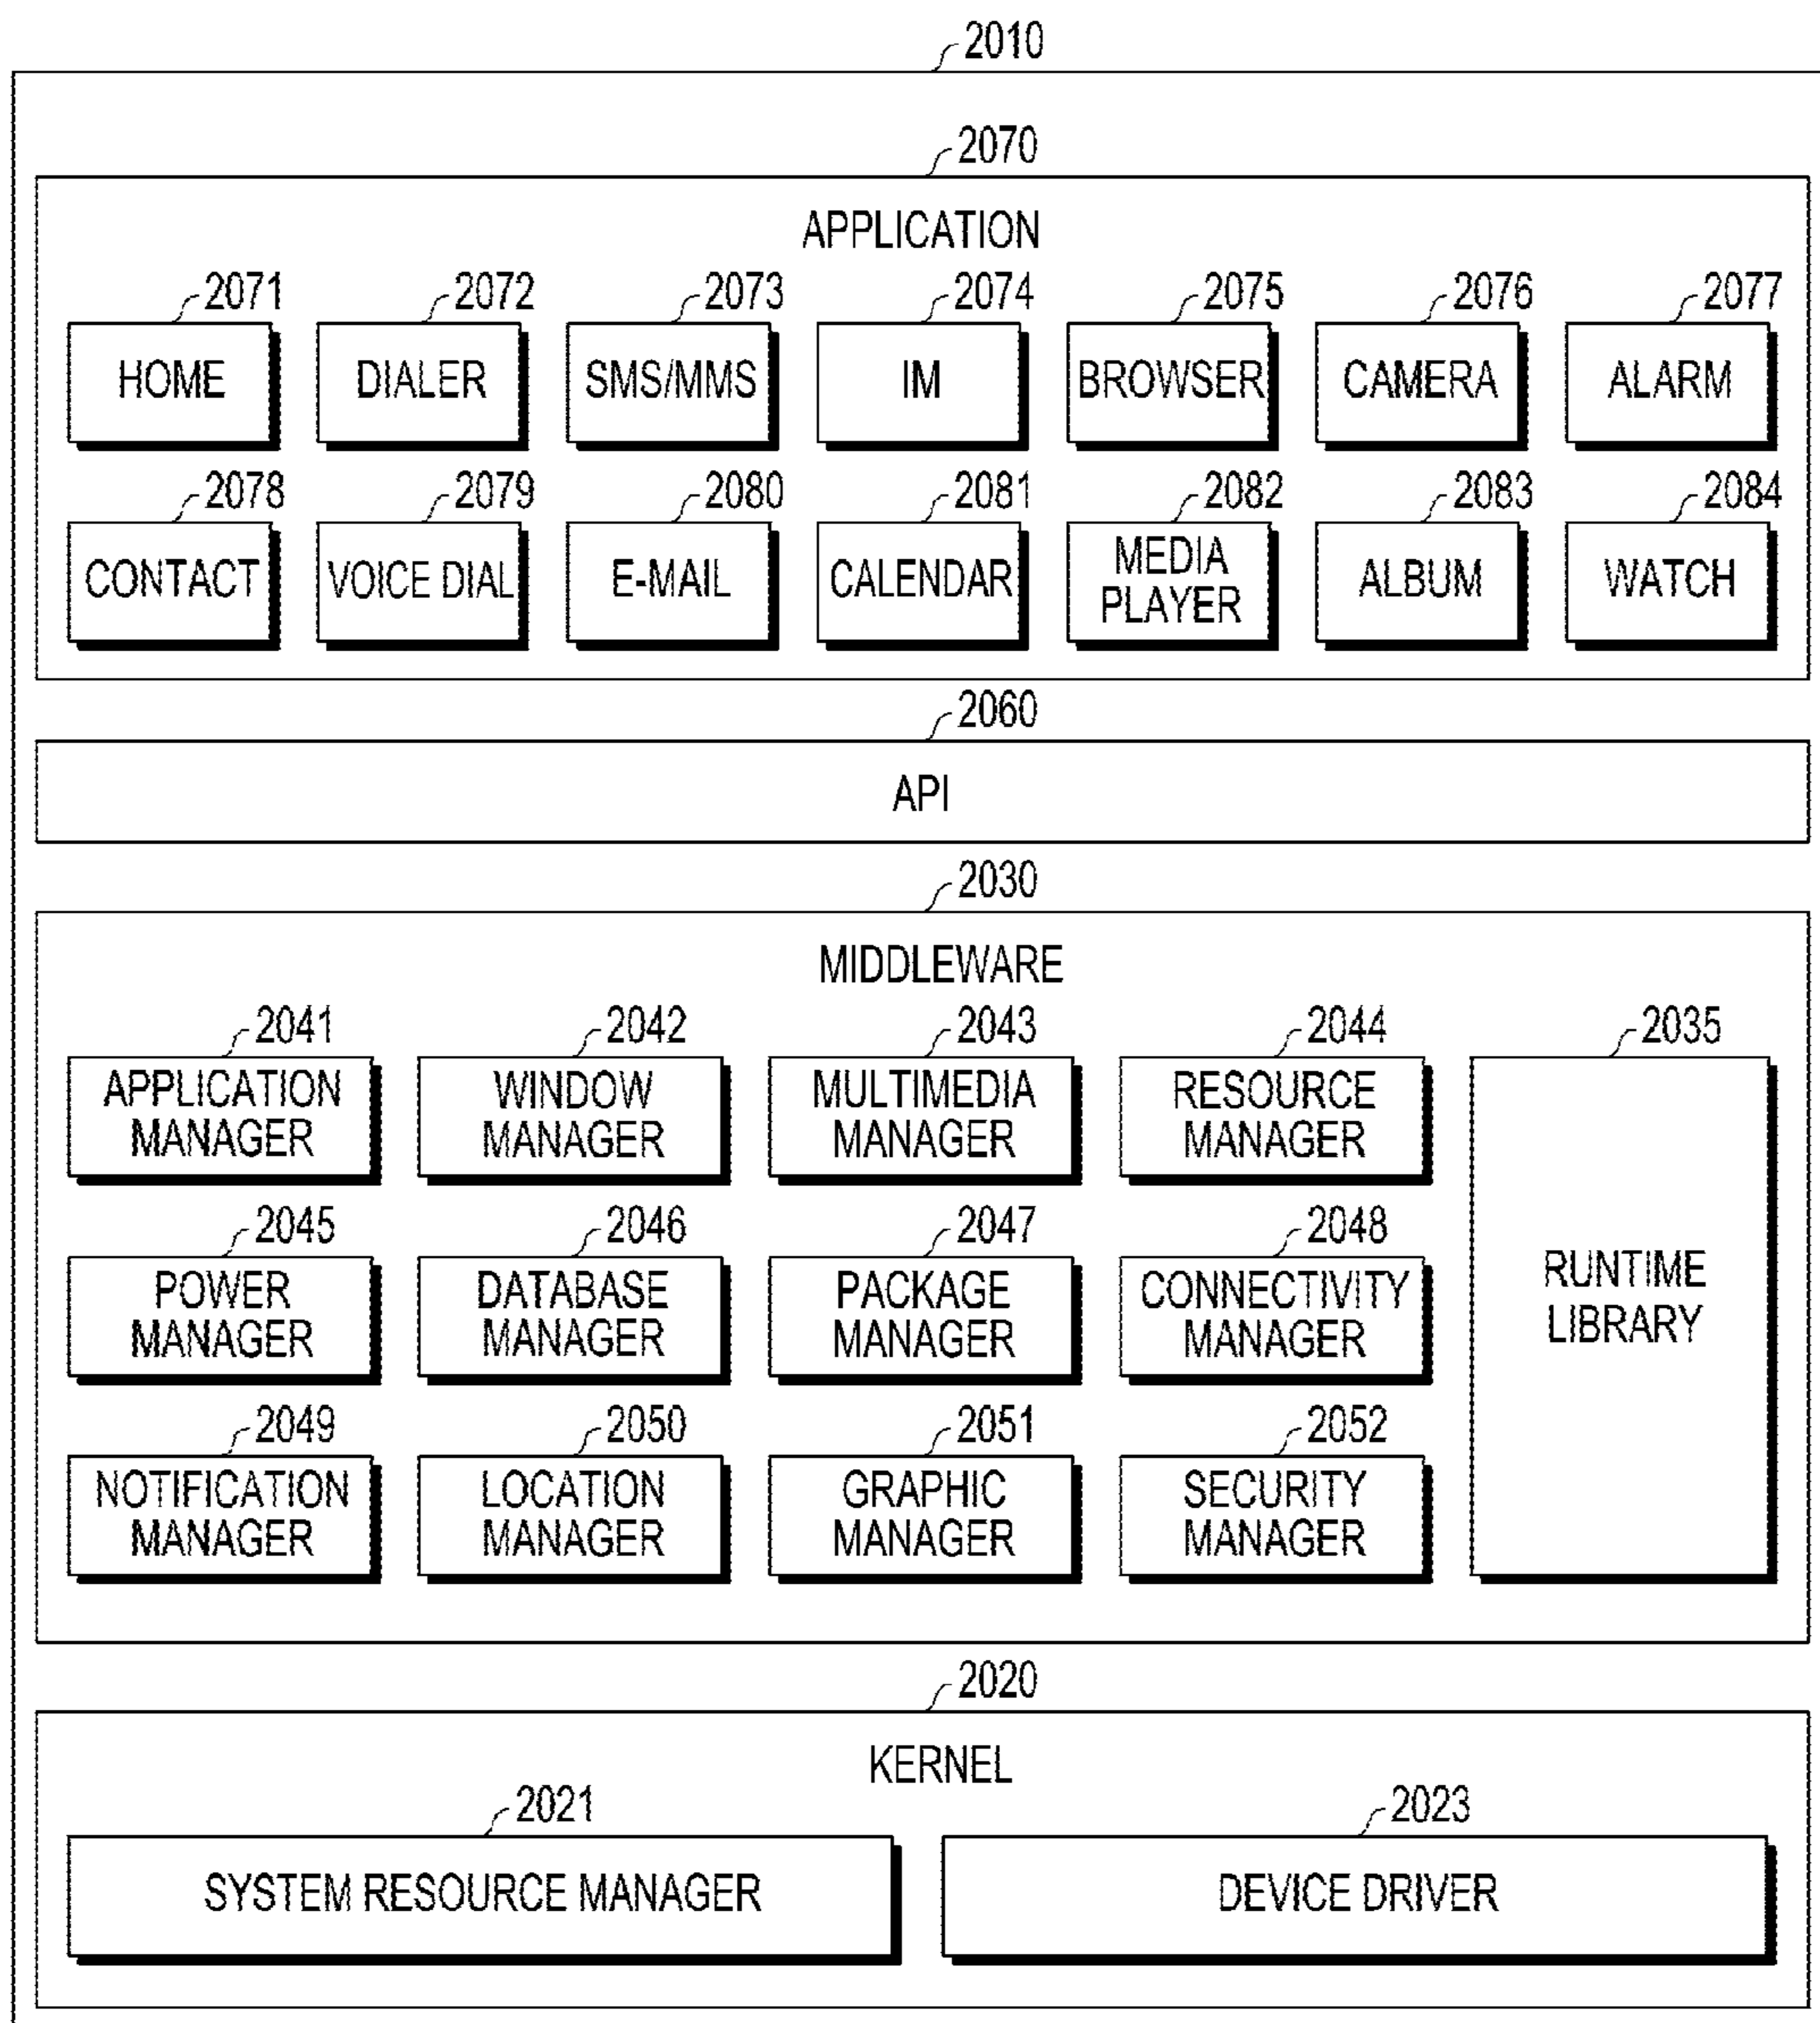 2010
2070
APPLICATION
2071 2072 2073 2074 2075 2076 2077
HOME DIALER SMS/MMS IM BROWSER CAMERA ALARM
2078 2079 2080 2081 2082 2083 2084
CONTACT VOICE DIAL E-MAIL CALENDAR MEDIA PLAYER ALBUM WATCH
2060
API
2030
MIDDLEWARE
2041 2042 2043 2044 2035
APPLICATION MANAGER WINDOW MANAGER MULTIMEDIA MANAGER RESOURCE MANAGER
2045 2046 2047 2048
POWER MANAGER DATABASE MANAGER PACKAGE MANAGER CONNECTIVITY MANAGER RUNTIME LIBRARY
2049 2050 2051 2052
NOTIFICATION MANAGER LOCATION MANAGER GRAPHIC MANAGER SECURITY MANAGER
2020
KERNEL
2021 2023
SYSTEM RESOURCE MANAGER DEVICE DRIVER